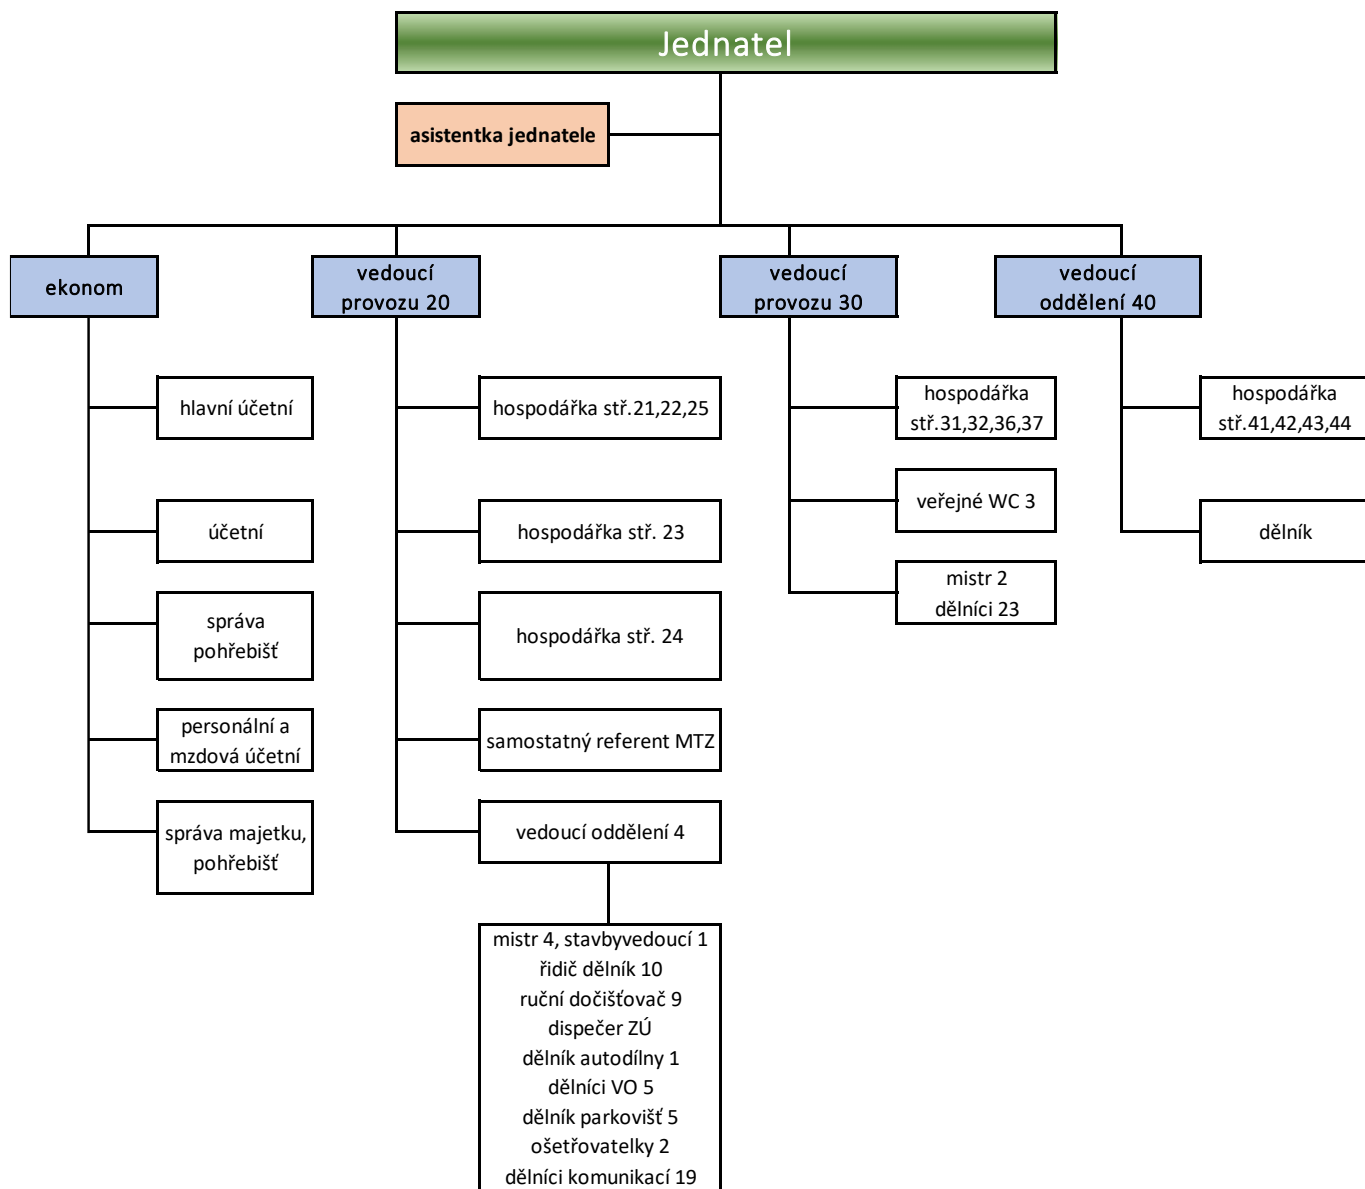 Jednatel
asistentka jednatele
ekonom
vedoucí
provozu 20
vedoucí
provozu 30
vedoucí
oddělení 40
hlavní účetní
účetní
správa
pohřebišť
personální a
mzdová účetní
správa majetku,
pohřebišť
hospodářka stř.21,22,25
hospodářka stř. 23
hospodářka stř. 24
samostatný referent MTZ
vedoucí oddělení 4
mistr 4, stavbyvedoucí 1
řidič dělník 10
ruční dočišťovač 9
dispečer ZÚ
dělník autodílny 1
dělníci VO 5
dělník parkovišť 5
ošetřovatelky 2
dělníci komunikací 19
hospodářka
stř.31,32,36,37
veřejné WC 3
mistr 2
dělníci 23
hospodářka
stř.41,42,43,44
dělník